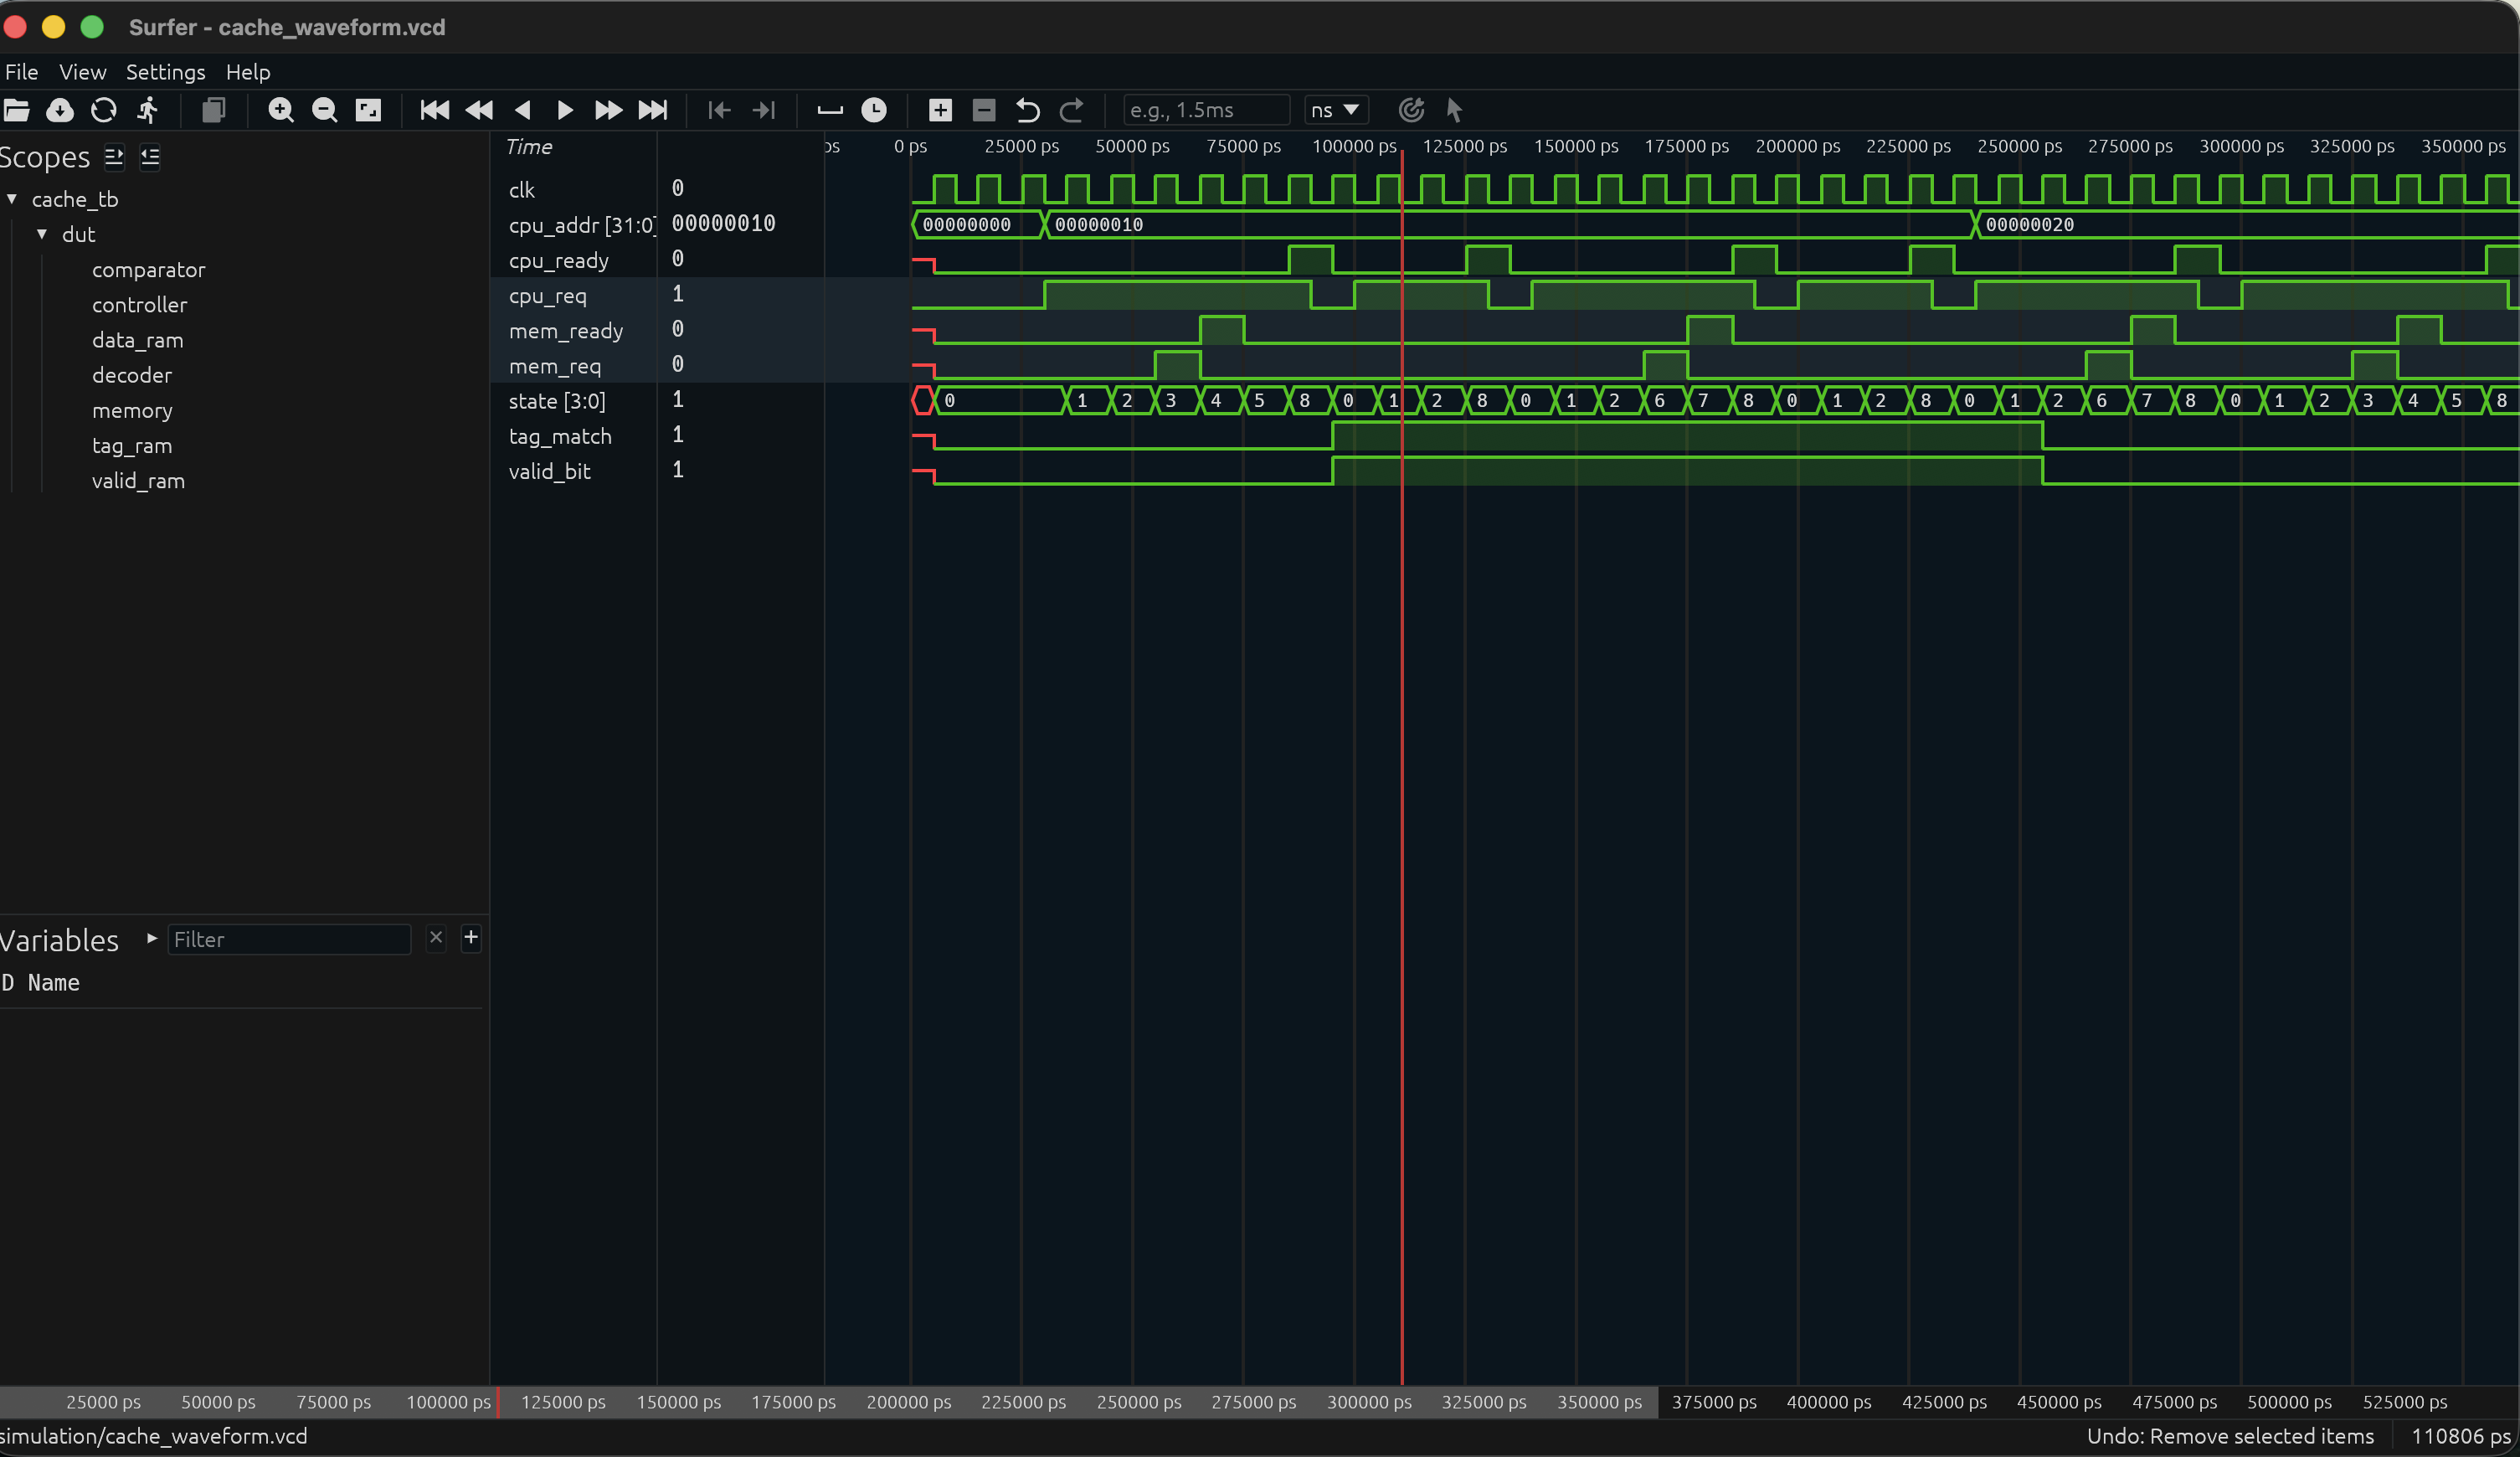 Surfer - cache_waveform.vcd
File View Settings Help
e.g., 1.5ms ns
Scopes
cache_tb
dut
comparator
controller
data_ram
decoder
memory
tag_ram
valid_ram
Variables Filter
D Name
Time ps 0 ps 25000 ps 50000 ps 75000 ps 100000 ps 125000 ps 150000 ps 175000 ps 200000 ps 225000 ps 250000 ps 275000 ps 300000 ps 325000 ps 350000 ps
clk 0
cpu_addr [31:0] 00000010 00000000 00000010 00000020
cpu_ready 0
cpu_req 1
mem_ready 0
mem_req 0
state [3:0] 1 0 1 2 3 4 5 8 0 1 2 8 0 1 2 6 7 8 0 1 2 8 0 1 2 6 7 8 0 1 2 3 4 5 8
tag_match 1
valid_bit 1
25000 ps 50000 ps 75000 ps 100000 ps 125000 ps 150000 ps 175000 ps 200000 ps 225000 ps 250000 ps 275000 ps 300000 ps 325000 ps 350000 ps 375000 ps 400000 ps 425000 ps 450000 ps 475000 ps 500000 ps 525000 ps
simulation/cache_waveform.vcd Undo: Remove selected items 110806 ps